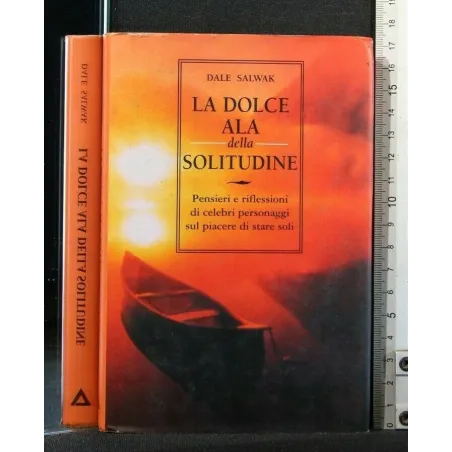 DALE SALWAK
LA DOLCE ALA DELLA SOLITUDINE
DALE SALWAK
LA DOLCE
ALA
della
SOLITUDINE
Pensieri e riflessioni
di celebri personaggi
sul piacere di stare soli